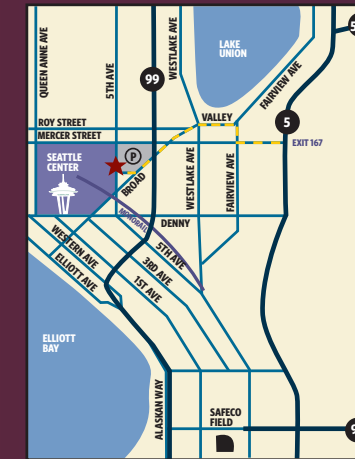 QUEEN ANNE AVE
5TH AVE
99
WESTLAKE AVE
LAKE
UNION
FAIRVIEW AVE
5
ROY STREET
MERCER STREET
VALLEY
EXIT 167
SEATTLE
CENTER
P
BROAD
MONORAIL
WESTLAKE AVE
FAIRVIEW AVE
DENNY
WESTERN AVE
ELLIOTT AVE
5TH AVE
3RD AVE
1ST AVE
ELLIOTT
BAY
ALASKAN WAY
SAFECO
FIELD